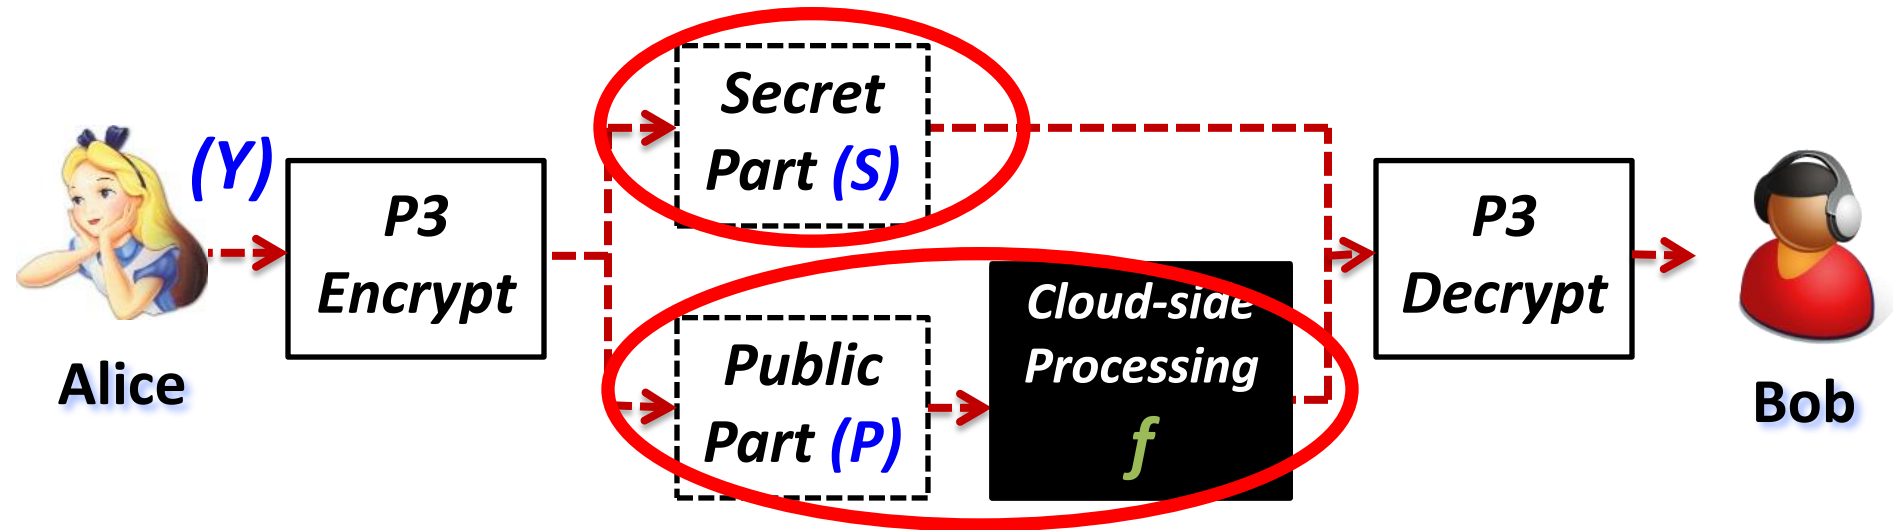 (Y)
Alice
P3
Encrypt
Secret
Part (S)
Public
Part (P)
Cloud-side
Processing
f
P3
Decrypt
Bob